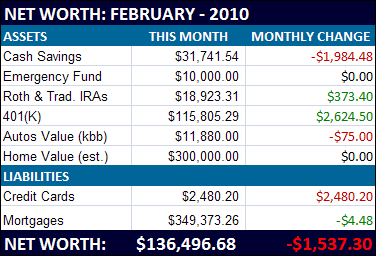 NET WORTH: FEBRUARY - 2010
ASSETS THIS MONTH MONTHLY CHANGE
Cash Savings $31,741.54 -$1,984.48
Emergency Fund $10,000.00 $0.00
Roth & Trad. IRAs $18,923.31 $373.40
401(K) $115,805.29 $2,624.50
Autos Value (kbb) $11,880.00 -$75.00
Home Value (est.) $300,000.00 $0.00
LIABILITIES
Credit Cards $2,480.20 $2,480.20
Mortgages $349,373.26 -$4.48
NET WORTH: $136,496.68 -$1,537.30